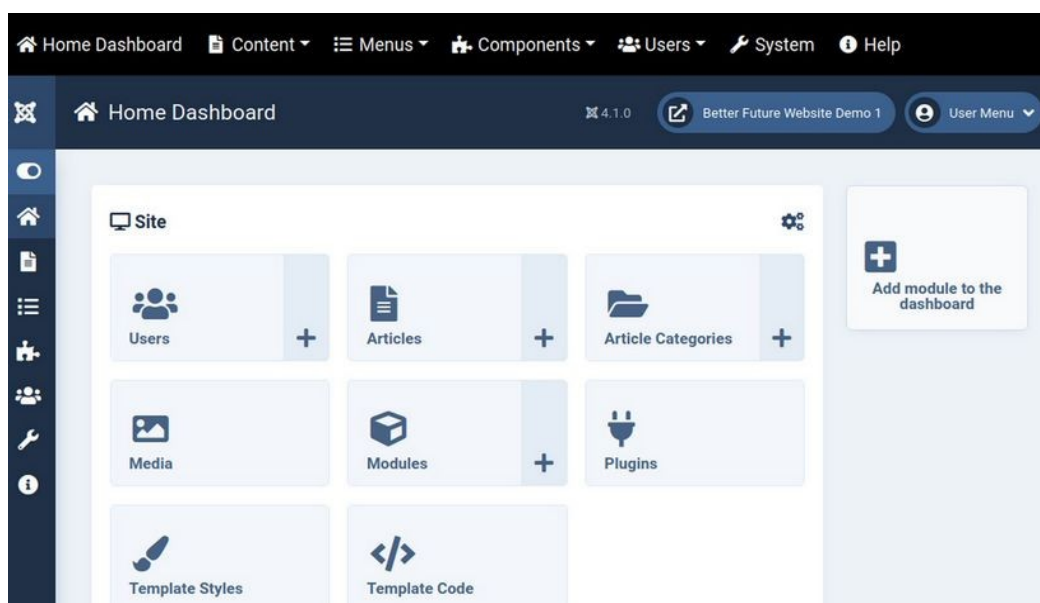 Home Dashboard Content Menus Components Users System Help
Home Dashboard 4.1.0 Better Future Website Demo 1 User Menu
Site
Users Articles Article Categories
Add module to the
dashboard
Media Modules Plugins
Template Styles Template Code